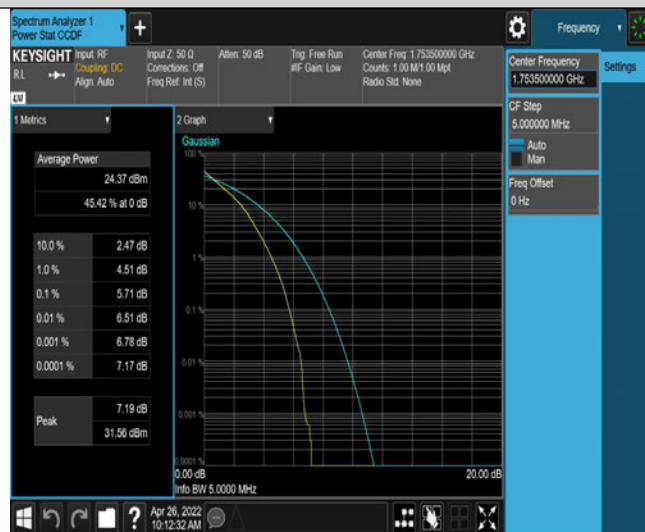 Spectrum Analyzer 1
Power Stat CCDF
Frequency
KEYSIGHT
RL
LXI
Input: RF
Coupling: DC
Align: Auto
Input Z: 50 Ω
Corrections: Off
Freq Ref: Int (S)
Atten: 50 dB
Trig: Free Run
#IF Gain: Low
Center Freq: 1.753500000 GHz
Counts: 1.00 M/1.00 Mpt
Radio Std: None
Center Frequency
1.753500000 GHz
Settings
CF Step
5.000000 MHz
Auto
Man
Freq Offset
0 Hz
1 Metrics
Average Power
24.37 dBm
45.42 % at 0 dB
10.0 % 2.47 dB
1.0 % 4.51 dB
0.1 % 5.71 dB
0.01 % 6.51 dB
0.001 % 6.78 dB
0.0001 % 7.17 dB
Peak
7.19 dB
31.56 dBm
2 Graph
Gaussian
100 %
10 %
1 %
0.1 %
0.01 %
0.001 %
0.0001 %
0.00 dB 20.00 dB
Info BW 5.0000 MHz
?
Apr 26, 2022
10:12:32 AM